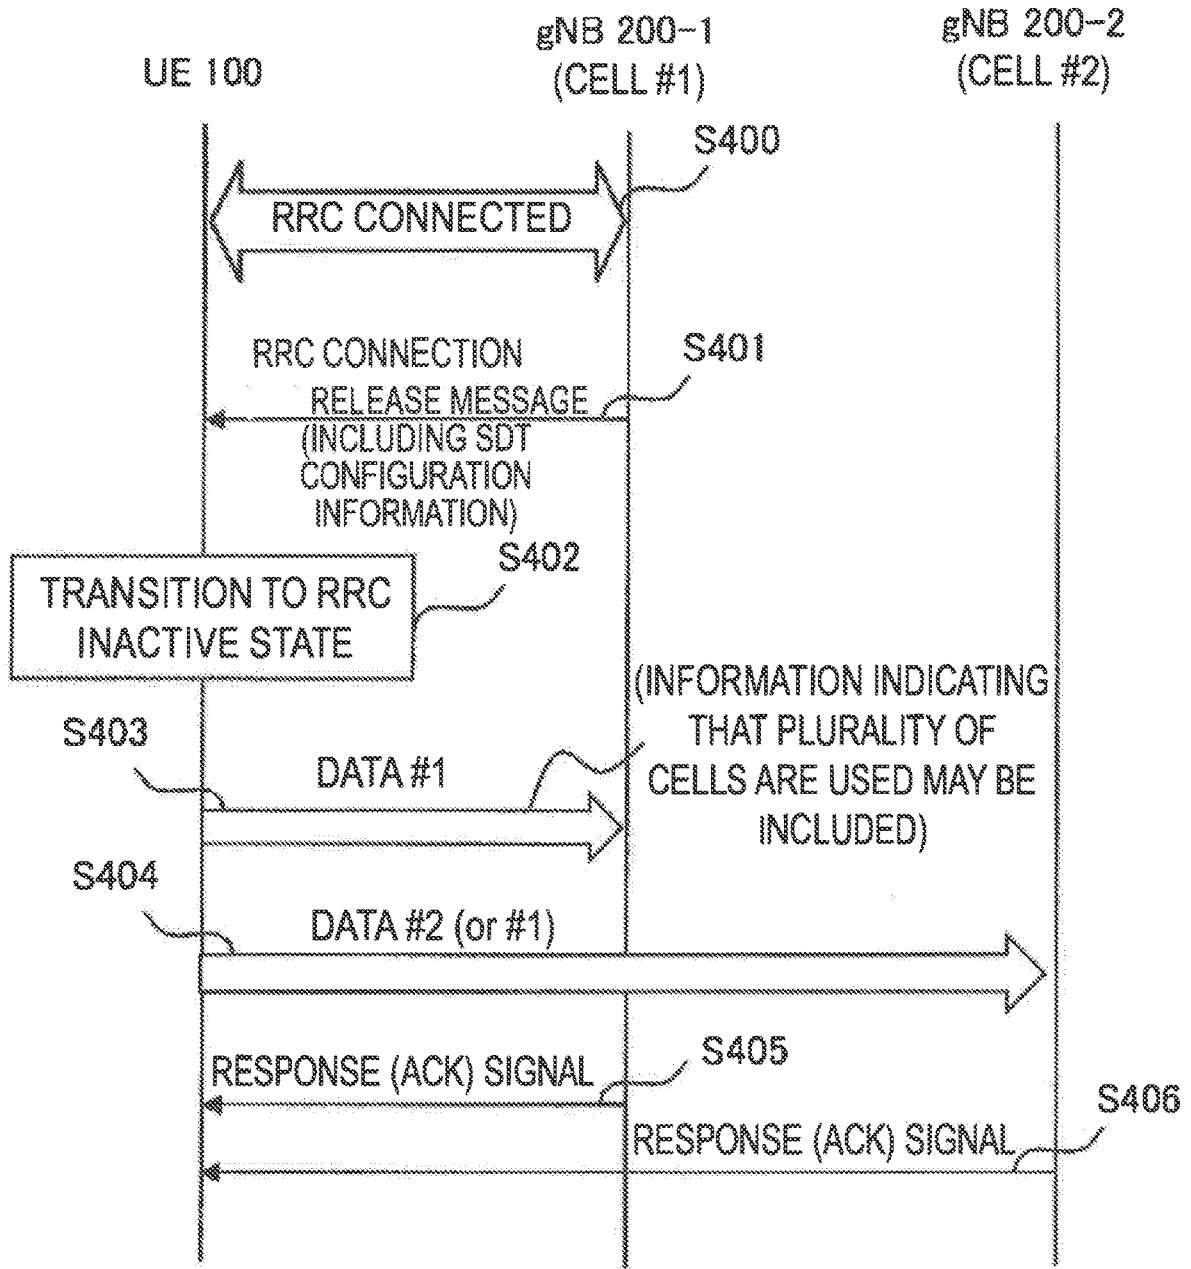 UE 100
gNB 200-1
(CELL #1)
gNB 200-2
(CELL #2)
S400
RRC CONNECTED
S401
RRC CONNECTION
RELEASE MESSAGE
(INCLUDING SDT
CONFIGURATION
INFORMATION)
S402
TRANSITION TO RRC
INACTIVE STATE
(INFORMATION INDICATING
THAT PLURALITY OF
CELLS ARE USED MAY BE
INCLUDED)
S403
DATA #1
S404
DATA #2 (or #1)
S405
RESPONSE (ACK) SIGNAL
S406
RESPONSE (ACK) SIGNAL